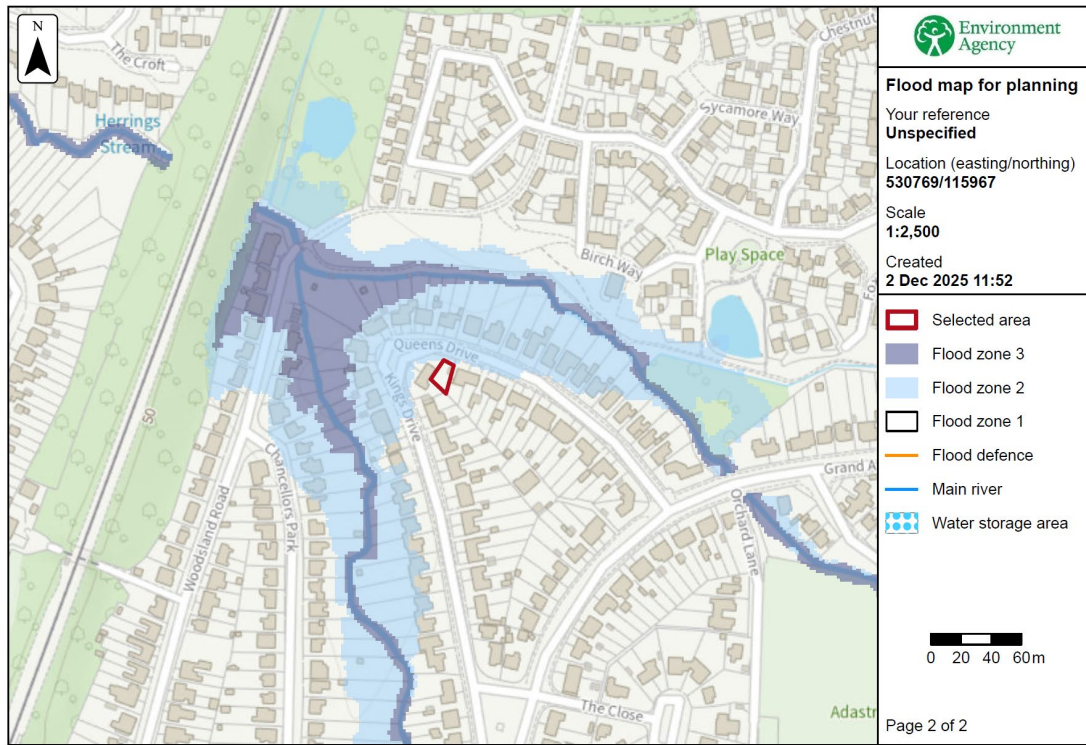 N
The Croft
Herrings
Stream
Chestnut
Sycamore Way
Birch Way
Play Space
Queens Drive
Kings Drive
50
Woodsland Road
Chancellors Park
Grand A
Orchard Lane
The Close
Adastr
Environment
Agency
Flood map for planning
Your reference
Unspecified
Location (easting/northing)
530769/115967
Scale
1:2,500
Created
2 Dec 2025 11:52
Selected area
Flood zone 3
Flood zone 2
Flood zone 1
Flood defence
Main river
Water storage area
0 20 40 60m
Page 2 of 2